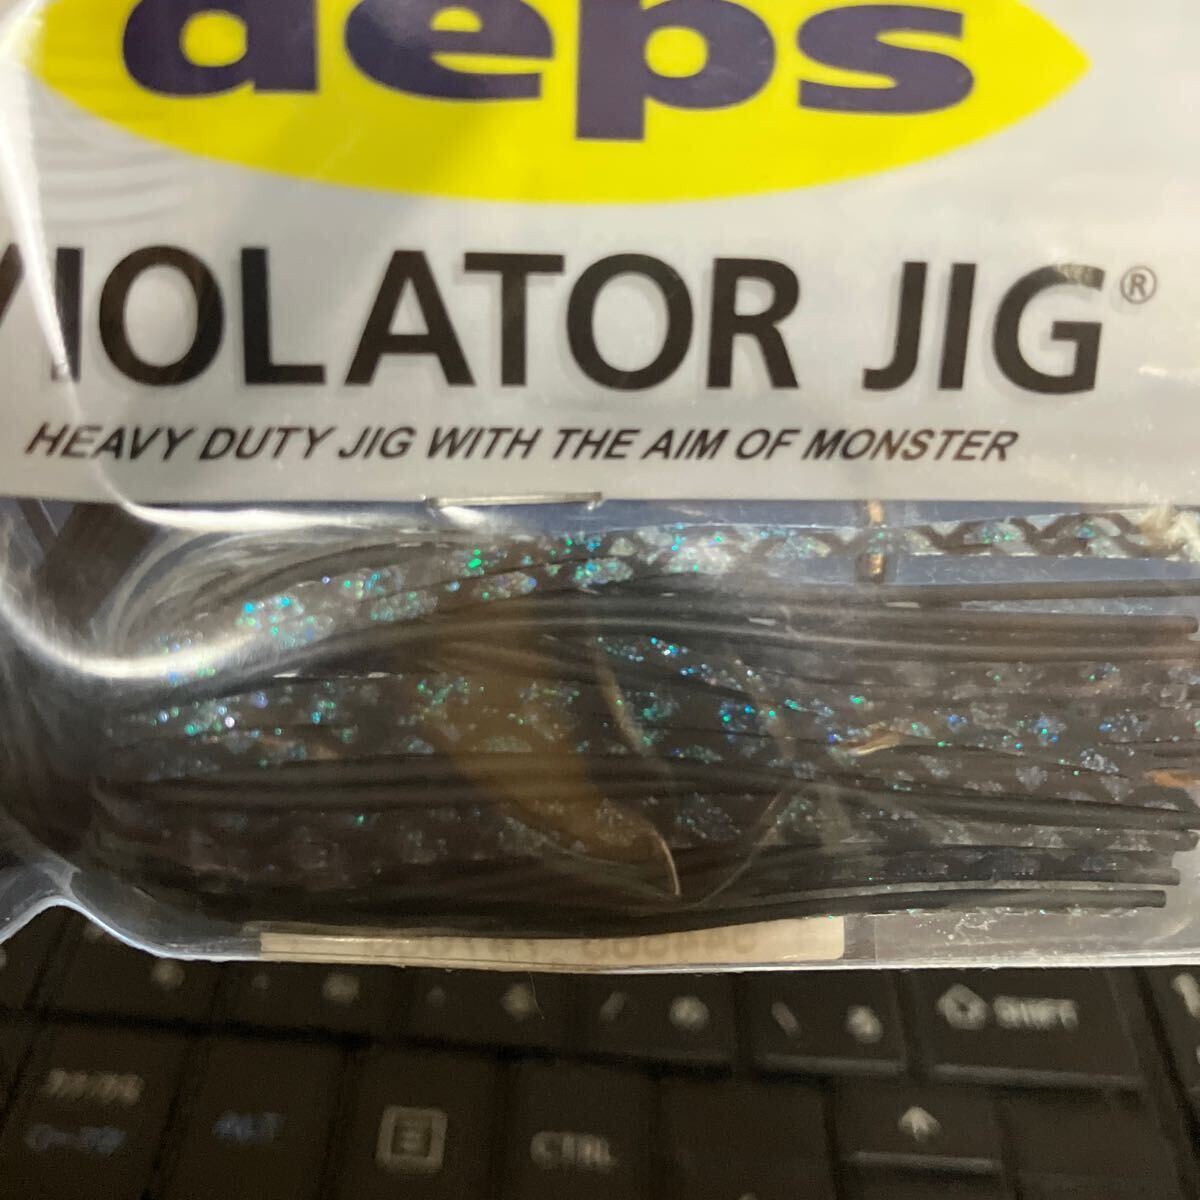 deps
VIOLATOR JIG®
HEAVY DUTY JIG WITH THE AIM OF MONSTER
SHIFT
ALT
CTRL